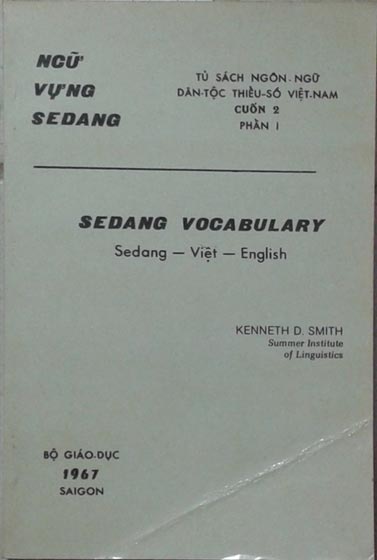 NGỮ
VỰNG
SEDANG
TỦ SÁCH NGÔN-NGỮ
DÂN-TỘC THIỂU-SỐ VIỆT-NAM
CUỐN 2
PHẦN I
SEDANG VOCABULARY
Sedang — Việt — English
KENNETH D. SMITH
Summer Institute
of Linguistics
BỘ GIÁO-DỤC
1967
SAIGON